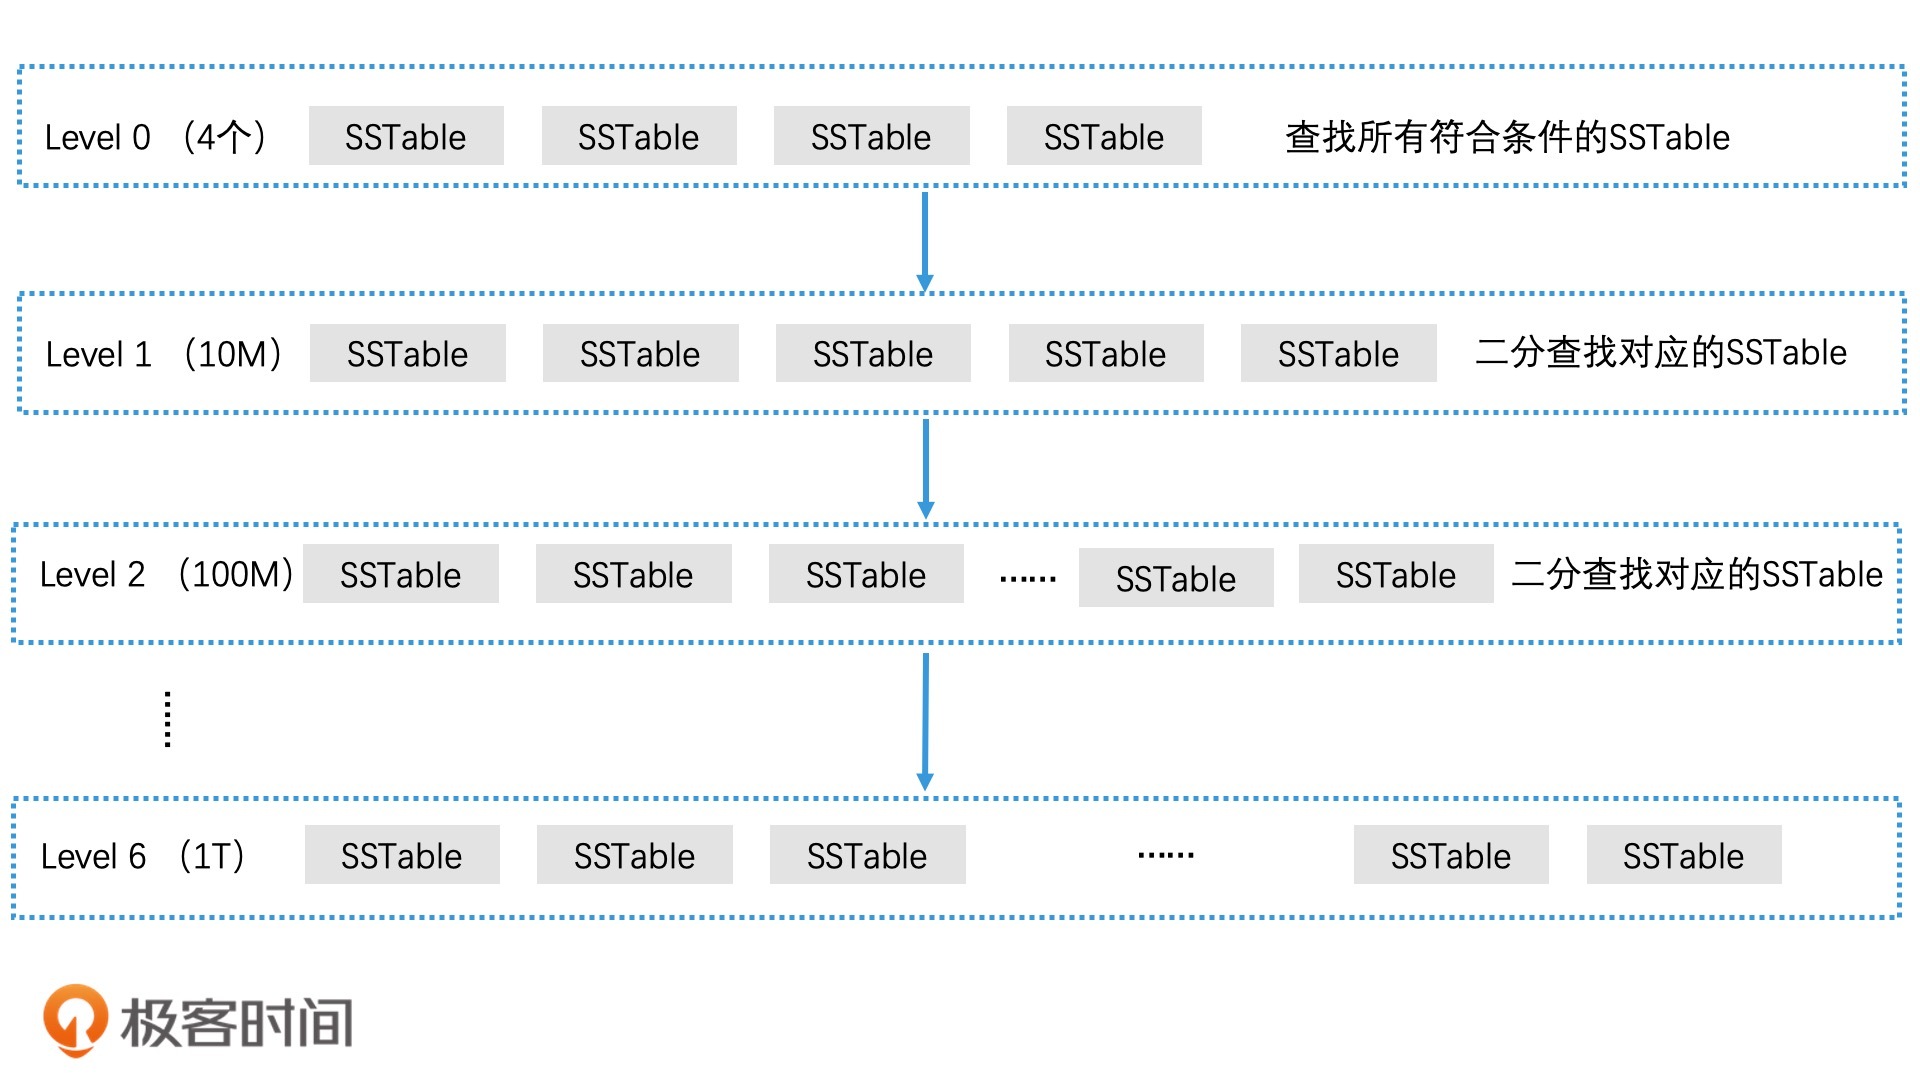 Level 0 （4个） SSTable SSTable SSTable SSTable 查找所有符合条件的SSTable
Level 1 （10M） SSTable SSTable SSTable SSTable SSTable 二分查找对应的SSTable
Level 2 （100M） SSTable SSTable SSTable …… SSTable SSTable 二分查找对应的SSTable
……
Level 6 （1T） SSTable SSTable SSTable …… SSTable SSTable
极客时间